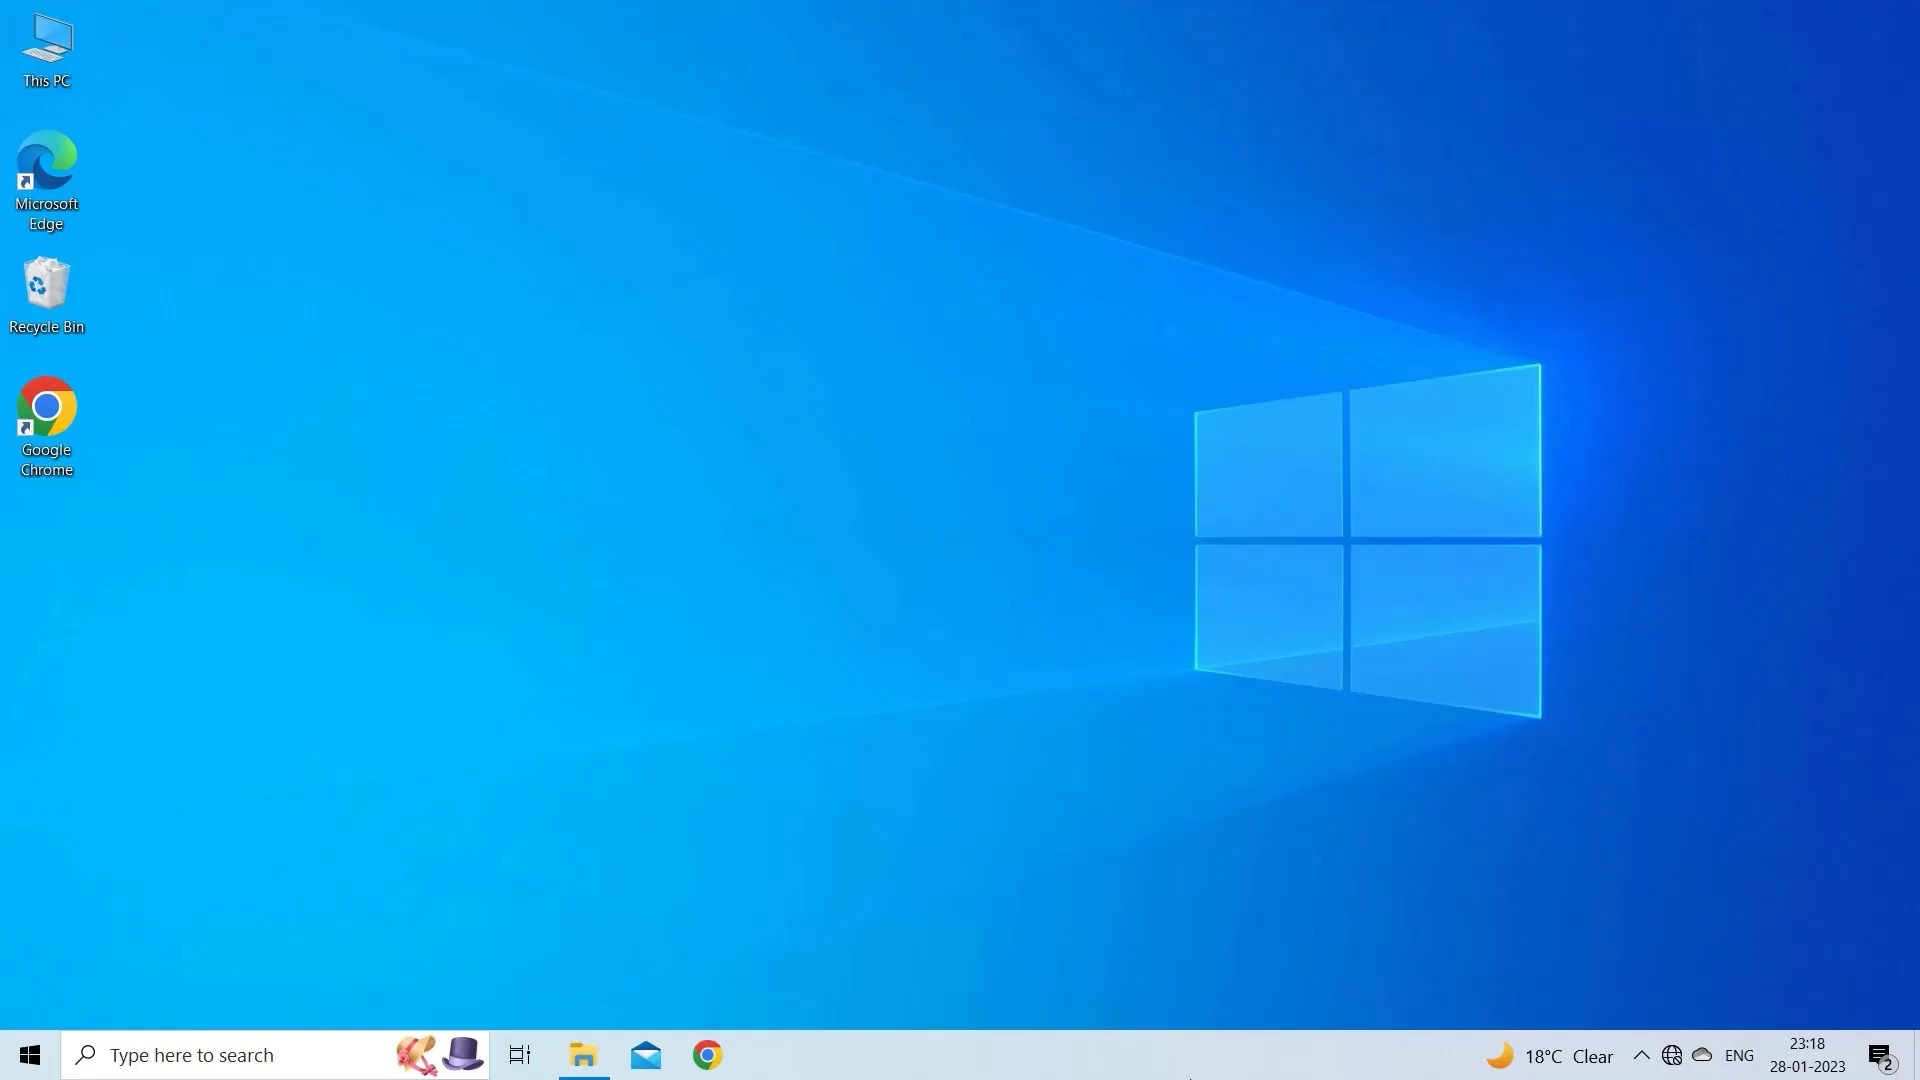 This PC
Microsoft
Edge
Recycle Bin
Google
Chrome
Type here to search
18°C Clear
ENG
23:18
28-01-2023
2